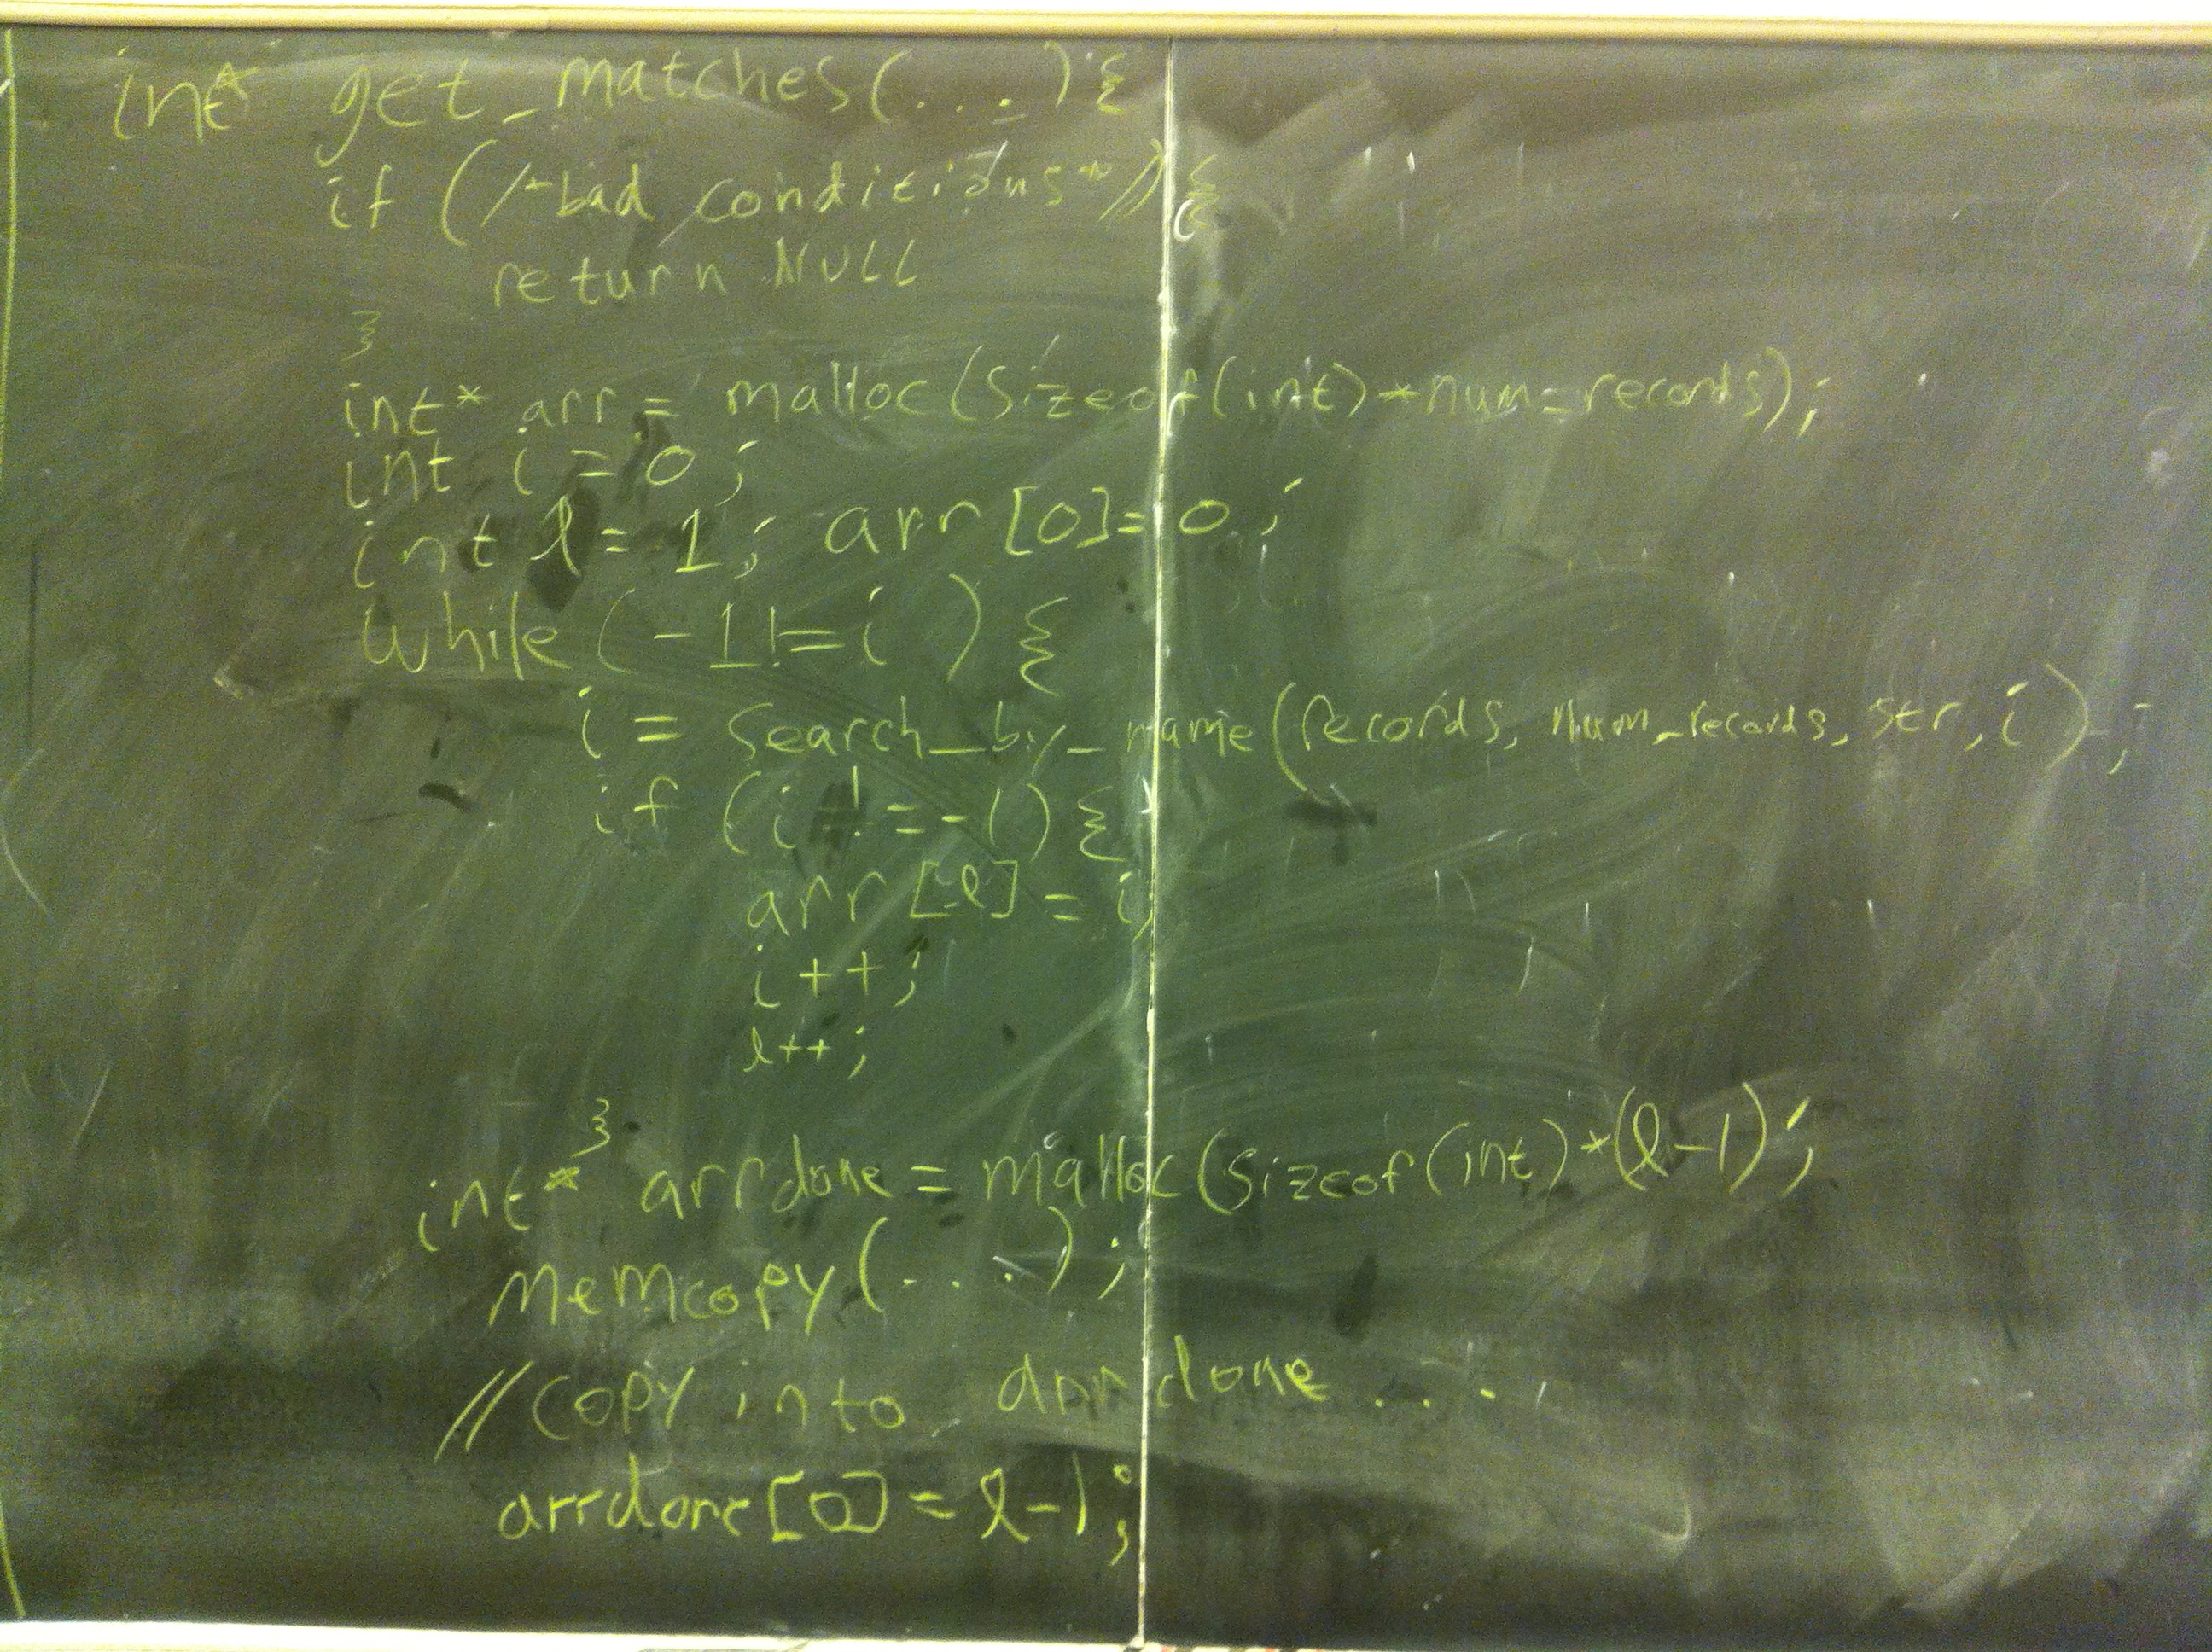 int* get_matches(...){
if (/*bad conditions*/){
return NULL
}
int* arr = malloc(sizeof(int)*num_records);
int i = 0;
int l = 1; arr[0]=0;
while (-1!=i) {
i = search_by_name(records, num_records, str, i);
if (i != -1) {
arr[l] = i;
i++;
l++;
}
int* arrdone = malloc(sizeof(int)*(l-1);
memcopy(...);
//copy into arrdone...
arrdone[0] = l-1;